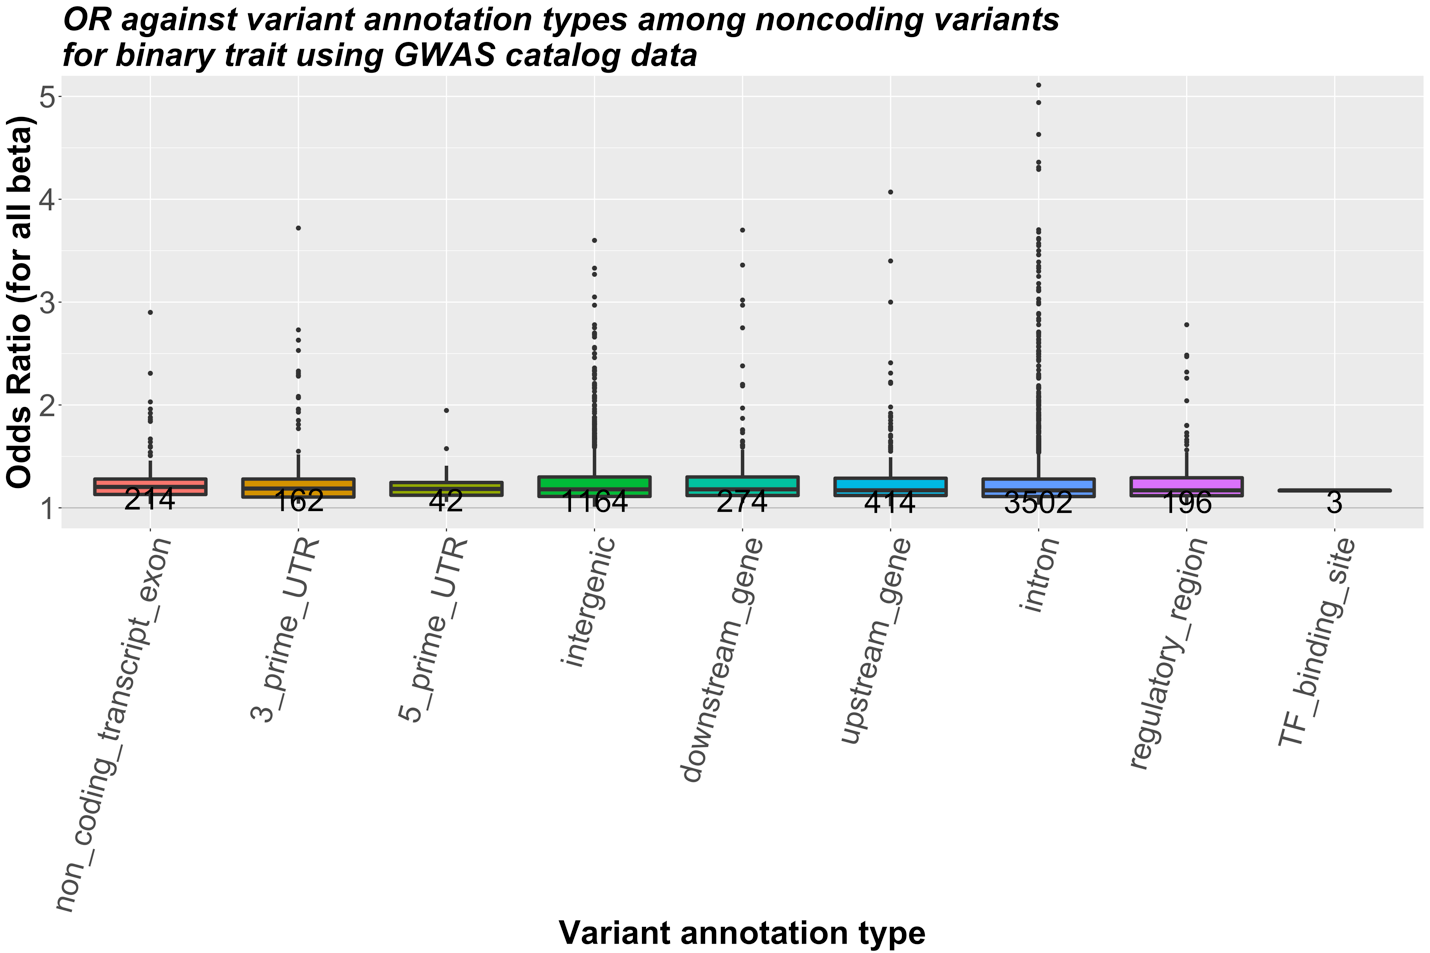 OR against variant annotation types among noncoding variants
for binary trait using GWAS catalog data
Odds Ratio (for all beta)
5
4
3
2
1
214
162
42
1164
274
414
3502
196
3
non_coding_transcript_exon
3_prime_UTR
5_prime_UTR
intergenic
downstream_gene
upstream_gene
intron
regulatory_region
TF_binding_site
Variant annotation type